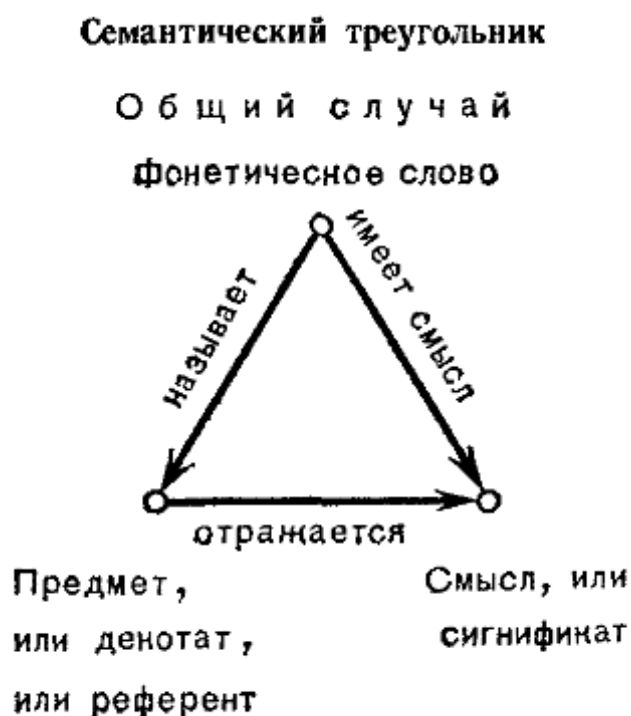 Семантический треугольник
Общий случай
Фонетическое слово
называет
имеет смысл
отражается
Предмет,
или денотат,
или референт
Смысл, или
сигнификат